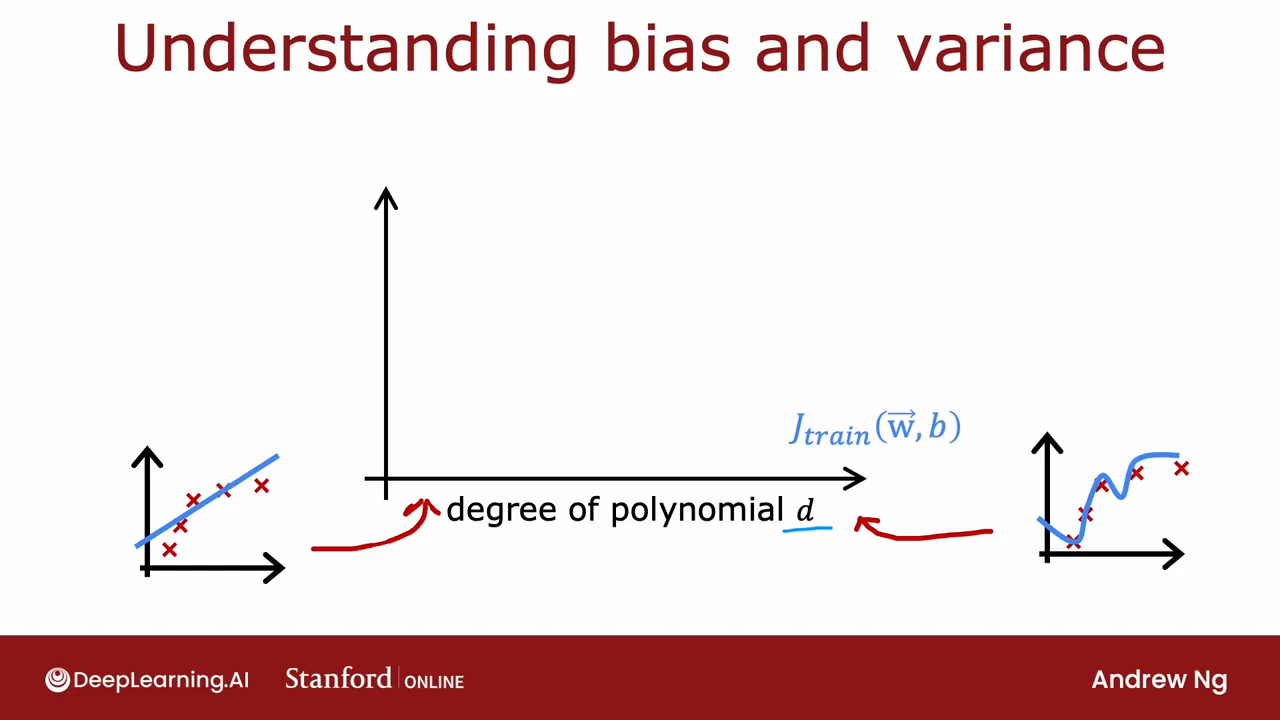 Understanding bias and variance
J_train(w⃗, b)
degree of polynomial d
DeepLearning.AI Stanford ONLINE Andrew Ng